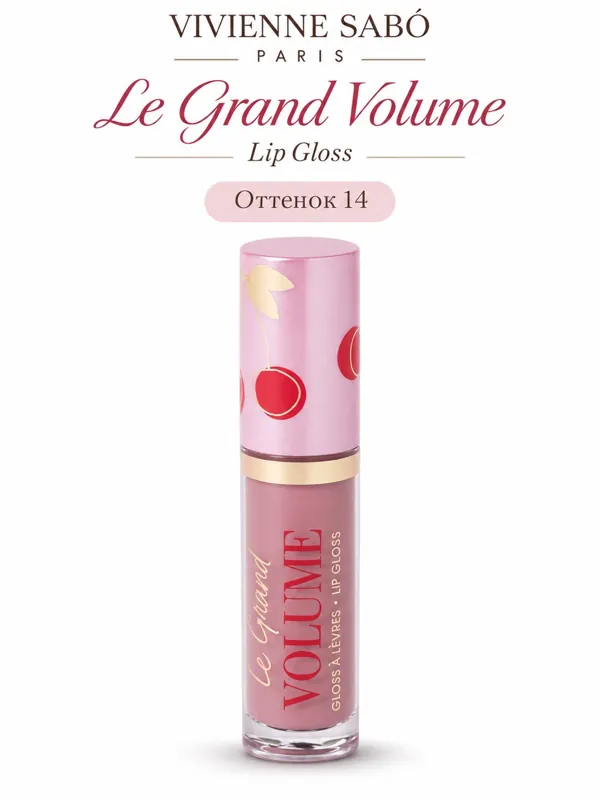 VIVIENNE SABÓ
PARIS
Le Grand Volume
Lip Gloss
Оттенок 14
Le Grand
VOLUME
GLOSS À LÈVRES • LIP GLOSS